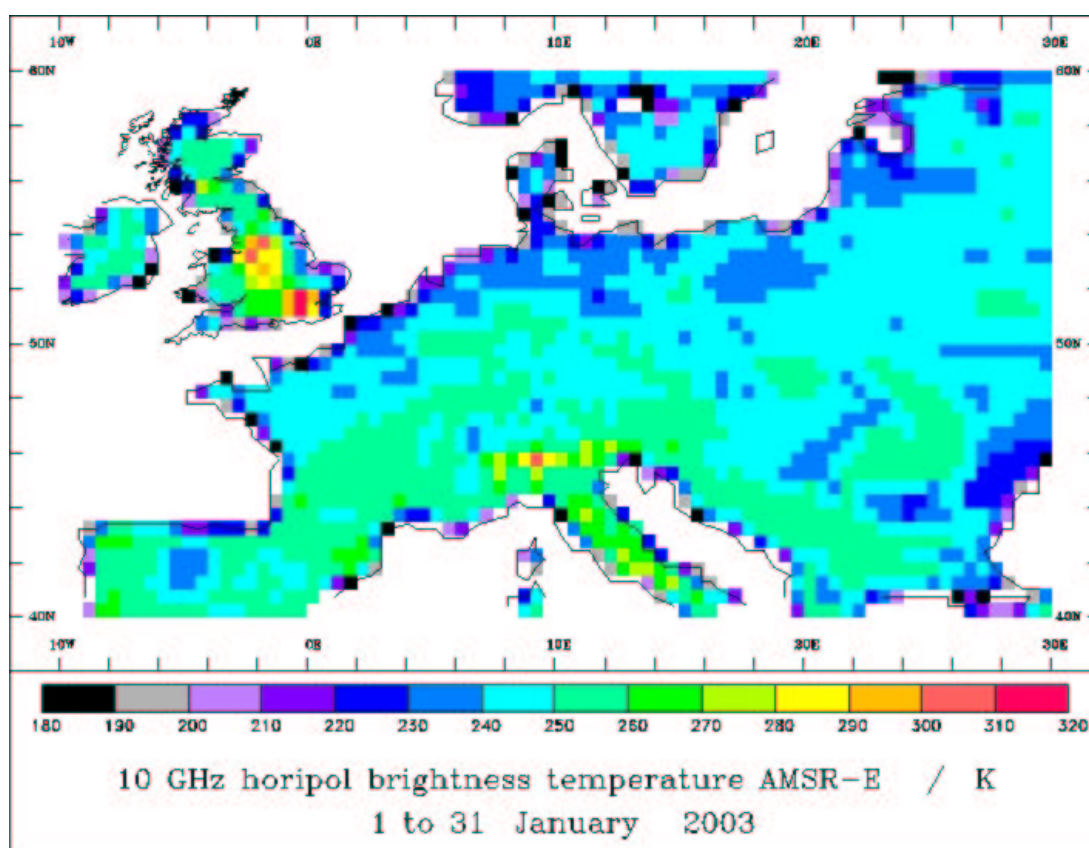 10W 0E 10E 20E 30E
60N 60N
50N 50N
40N 40N
10W 0E 10E 20E 30E
180 190 200 210 220 230 240 250 260 270 280 290 300 310 320
10 GHz horipol brightness temperature AMSR-E / K
1 to 31 January 2003